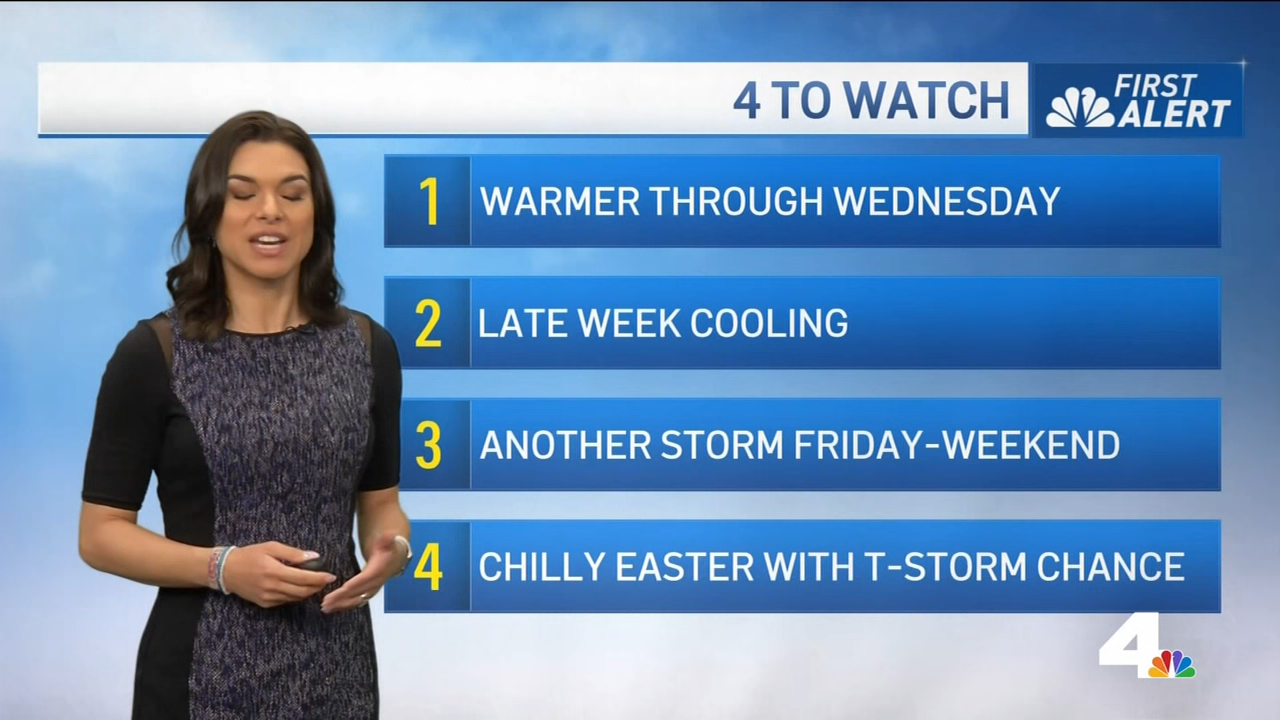 4 TO WATCH
FIRST
ALERT
1 WARMER THROUGH WEDNESDAY
2 LATE WEEK COOLING
3 ANOTHER STORM FRIDAY-WEEKEND
4 CHILLY EASTER WITH T-STORM CHANCE
4